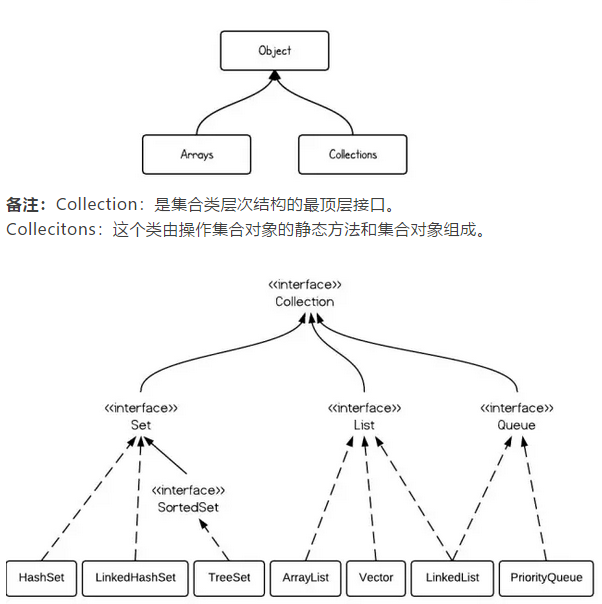 Object
Arrays Collections
备注：Collection：是集合类层次结构的最顶层接口。
Collecitons：这个类由操作集合对象的静态方法和集合对象组成。
<<interface>>
Collection
<<interface>> <<interface>> <<interface>>
Set List Queue
<<interface>>
SortedSet
HashSet LinkedHashSet TreeSet ArrayList Vector LinkedList PriorityQueue